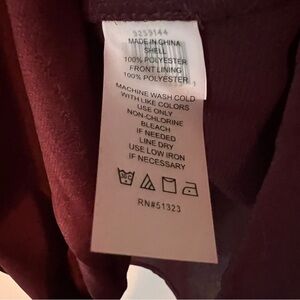 9259144
MADE IN CHINA
SHELL
100% POLYESTER
FRONT LINING
100% POLYESTER
MACHINE WASH COLD
WITH LIKE COLORS
USE ONLY
NON-CHLORINE
BLEACH
IF NEEDED
LINE DRY
USE LOW IRON
IF NECESSARY
RN#51323